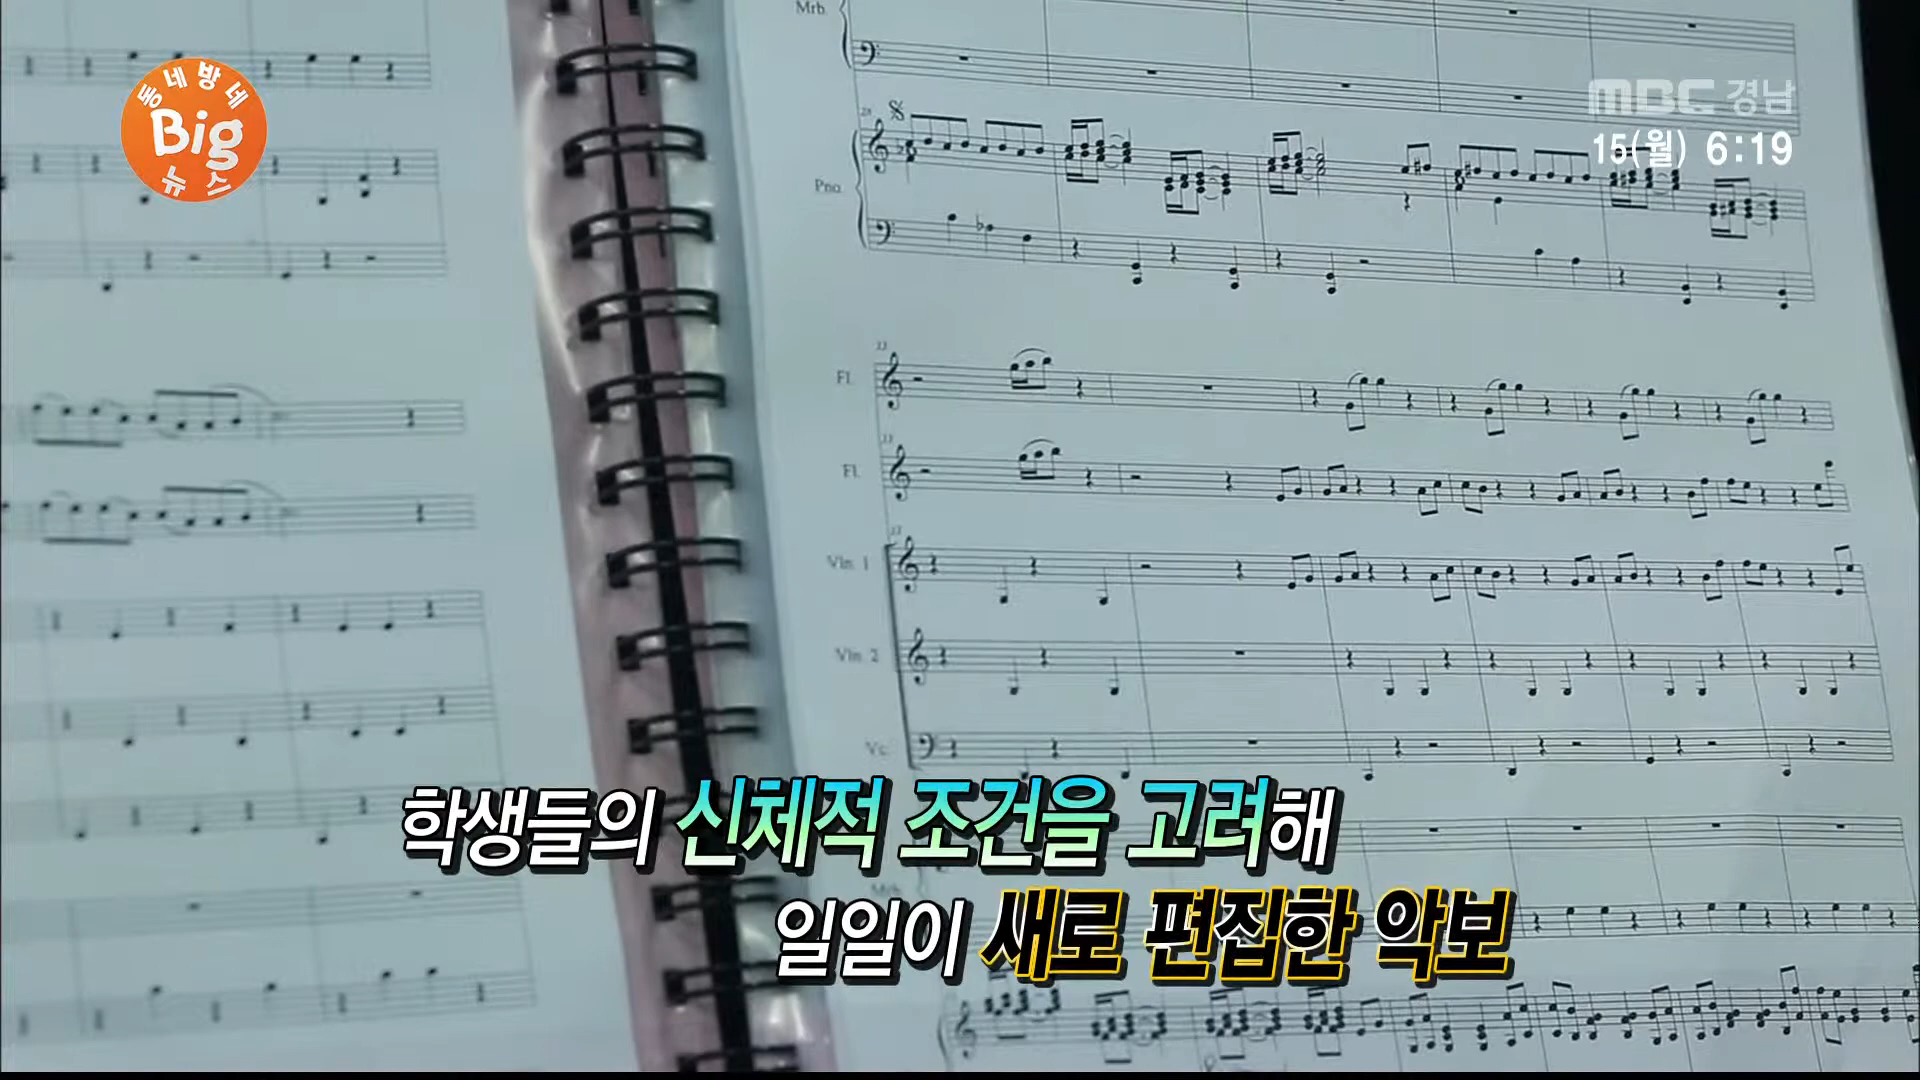 동네방네
Big
뉴스
MBC 경남
15(월) 6:19
Mrb.
Pno.
Fl.
Fl.
Vln. 1
Vln. 2
Vc.
학생들의 신체적 조건을 고려해
일일이 새로 편집한 악보